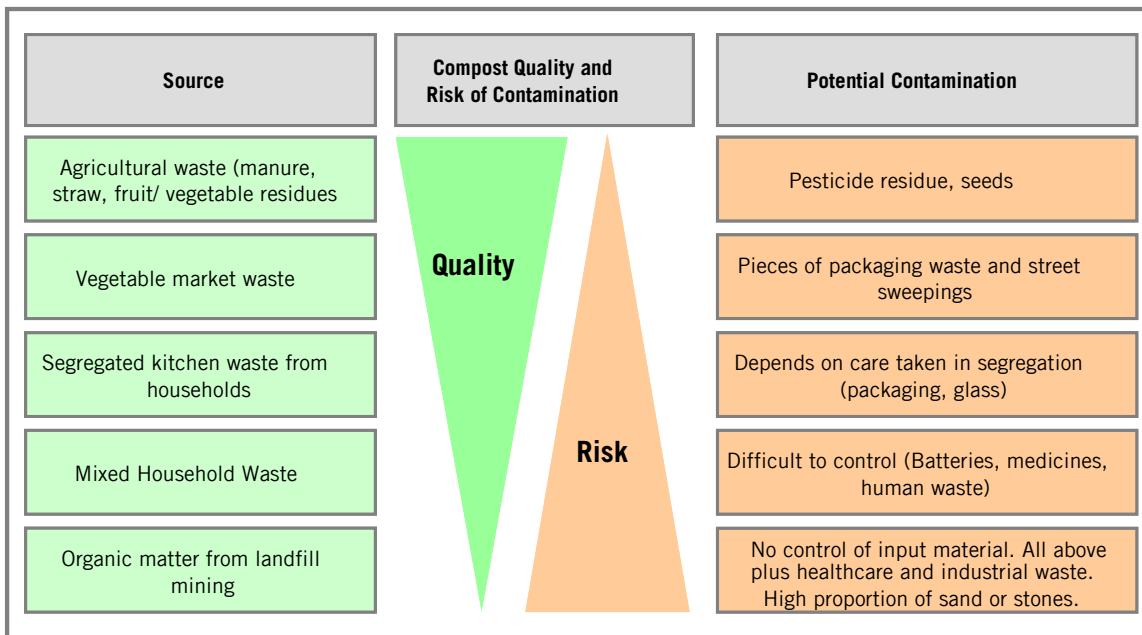 Source
Compost Quality and
Risk of Contamination
Potential Contamination
Agricultural waste (manure,
straw, fruit/ vegetable residues
Pesticide residue, seeds
Vegetable market waste
Quality
Pieces of packaging waste and street
sweepings
Segregated kitchen waste from
households
Depends on care taken in segregation
(packaging, glass)
Mixed Household Waste
Risk
Difficult to control (Batteries, medicines,
human waste)
Organic matter from landfill
mining
No control of input material. All above
plus healthcare and industrial waste.
High proportion of sand or stones.